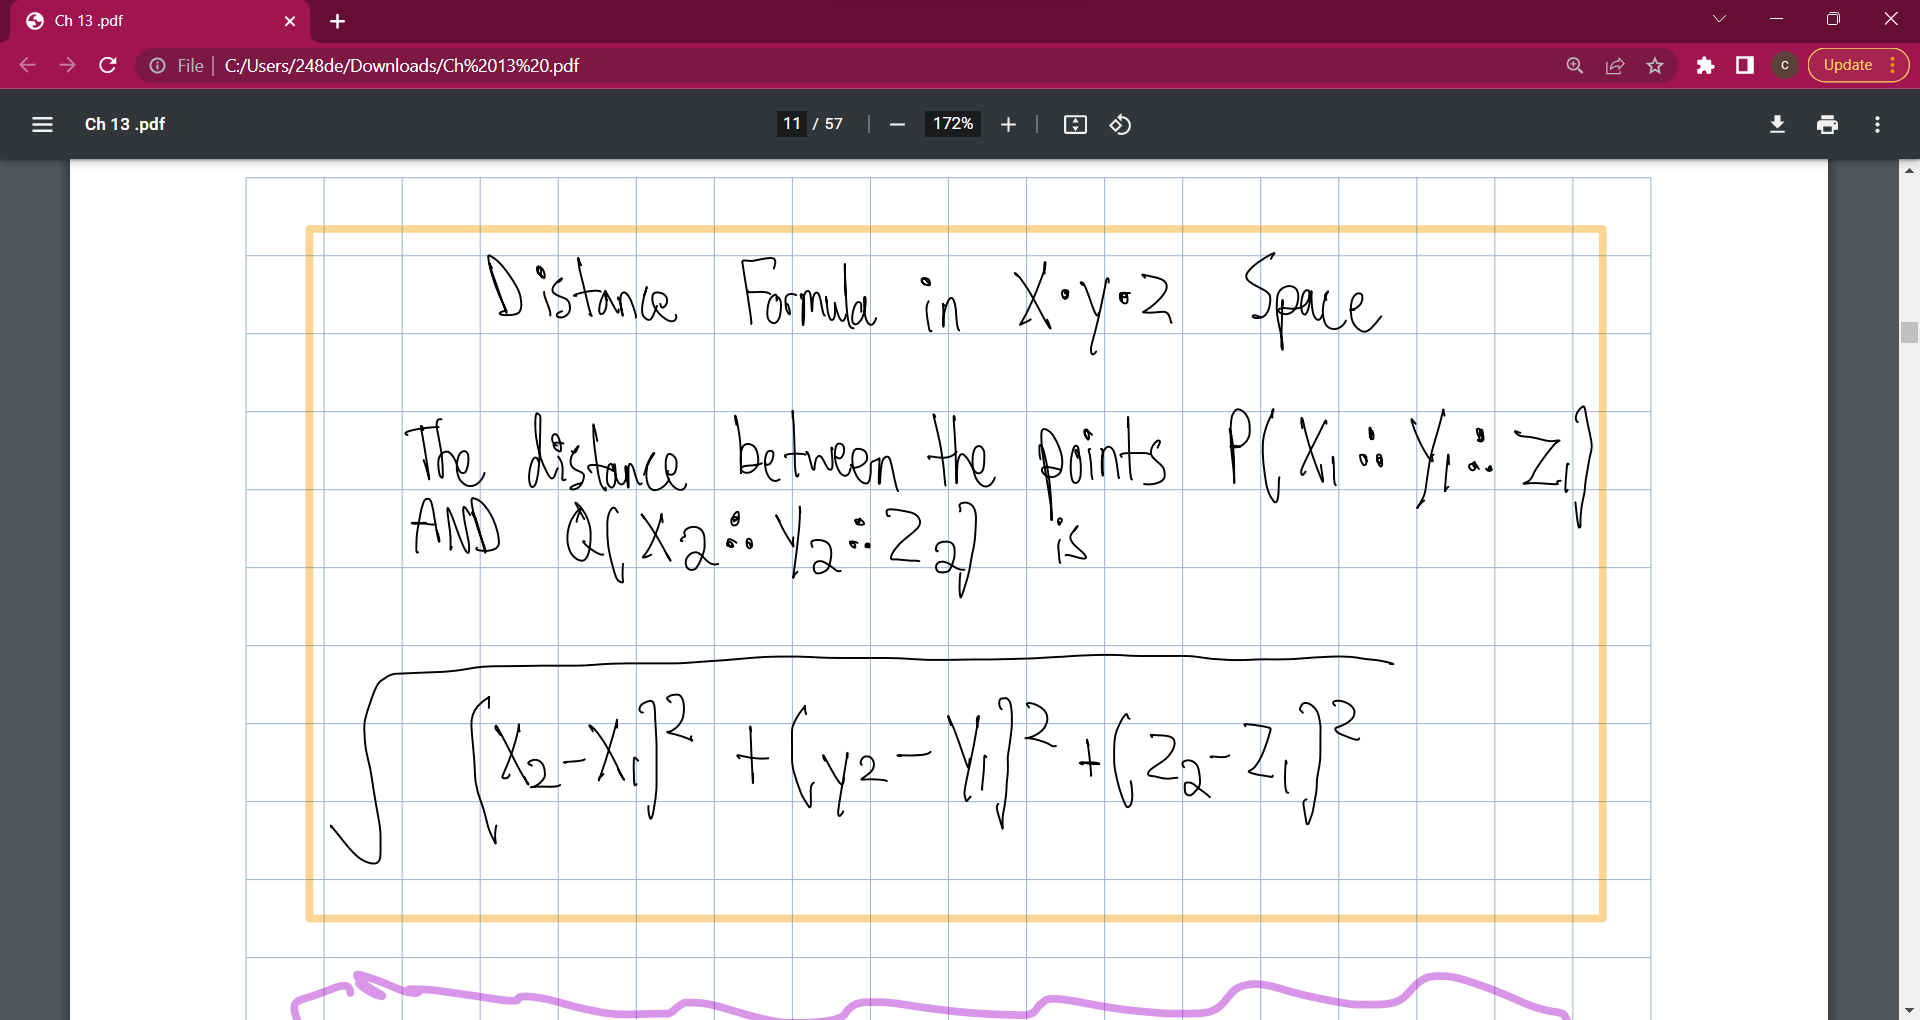 Ch 13 .pdf
File | C:/Users/248de/Downloads/Ch%2013%20.pdf
C
Update
Ch 13 .pdf
11 / 57
172%
Distance Formula in X•Y•Z Space
The distance between the points P(X₁ ⛬ Y₁ ⛬ Z₁)
AND Q(X₂ ⛬ Y₂ ⛬ Z₂) is
√(X₂-X₁)² + (y₂-Y₁)² + (Z₂-Z₁)²